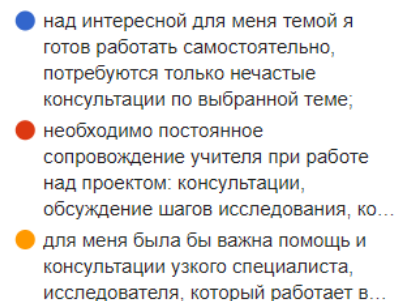 над интересной для меня темой я
готов работать самостоятельно,
потребуются только нечастые
консультации по выбранной теме;
необходимо постоянное
сопровождение учителя при работе
над проектом: консультации,
обсуждение шагов исследования, ко…
для меня была бы важна помощь и
консультации узкого специалиста,
исследователя, который работает в…